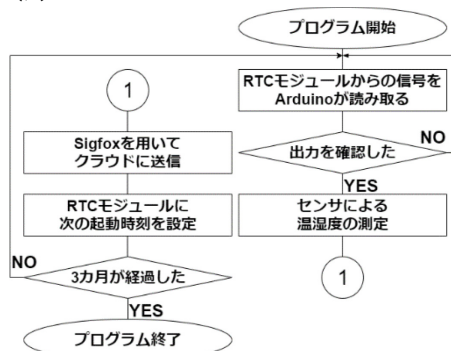 プログラム開始
RTCモジュールからの信号を
Arduinoが読み取る
出力を確認した
NO
YES
センサによる
温湿度の測定
1
1
Sigfoxを用いて
クラウドに送信
RTCモジュールに
次の起動時刻を設定
NO
3カ月が経過した
YES
プログラム終了